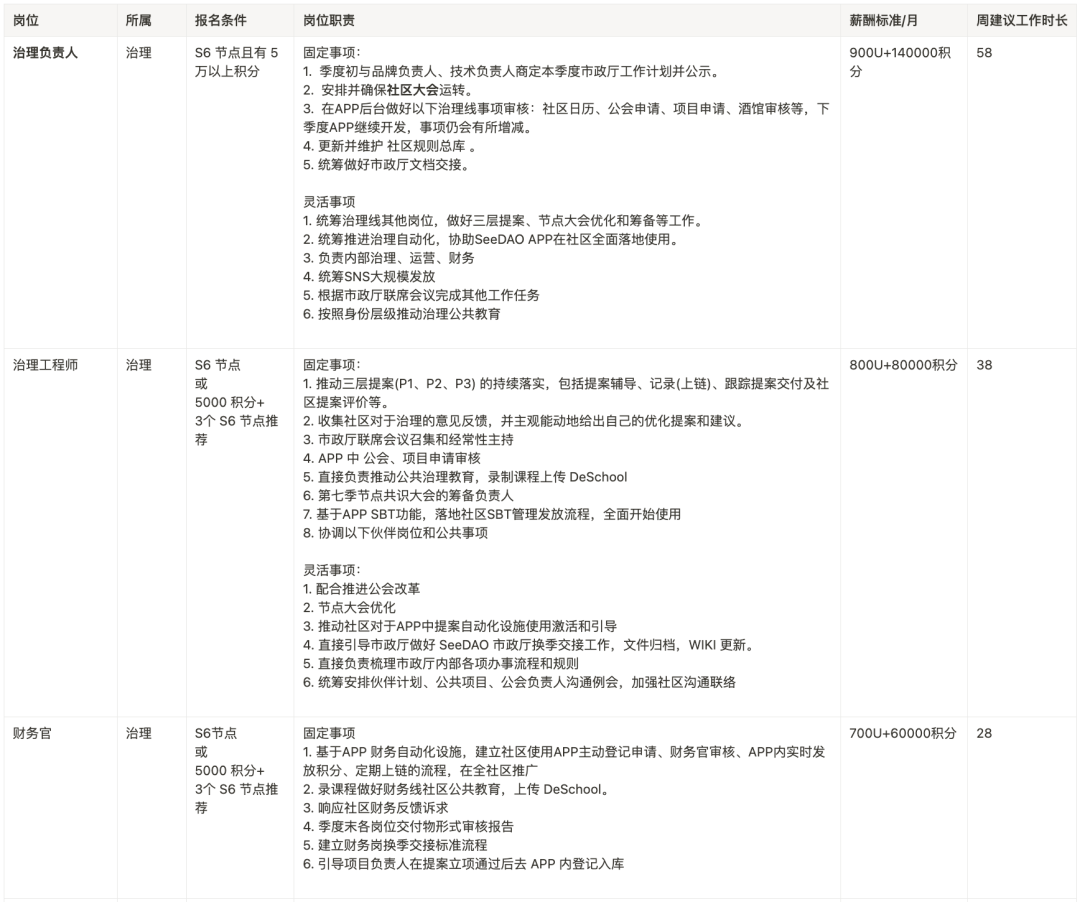 岗位 所属 报名条件 岗位职责 薪酬标准/月 周建议工作时长
治理负责人 治理 S6 节点且有 5
万以上积分
固定事项：
1. 季度初与品牌负责人、技术负责人商定本季度市政厅工作计划并公示。
2. 安排并确保社区大会运转。
3. 在APP后台做好以下治理线事项审核：社区日历、公会申请、项目申请、酒馆审核等，下
季度APP继续开发，事项仍会有所增减。
4. 更新并维护 社区规则总库 。
5. 统筹做好市政厅文档交接。
灵活事项
1. 统筹治理线其他岗位，做好三层提案、节点大会优化和筹备等工作。
2. 统筹推进治理自动化，协助SeeDAO APP在社区全面落地使用。
3. 负责内部治理、运营、财务
4. 统筹SNS大规模发放
5. 根据市政厅联席会议完成其他工作任务
6. 按照身份层级推动治理公共教育
900U+140000积
分
58
治理工程师 治理 S6 节点
或
5000 积分+
3个 S6 节点推
荐
固定事项：
1. 推动三层提案(P1、P2、P3) 的持续落实，包括提案辅导、记录(上链)、跟踪提案交付及社
区提案评价等。
2. 收集社区对于治理的意见反馈，并主观能动地给出自己的优化提案和建议。
3. 市政厅联席会议召集和经常性主持
4. APP 中 公会、项目申请审核
5. 直接负责推动公共治理教育，录制课程上传 DeSchool
6. 第七季节点共识大会的筹备负责人
7. 基于APP SBT功能，落地社区SBT管理发放流程，全面开始使用
8. 协调以下伙伴岗位和公共事项
灵活事项：
1. 配合推进公会改革
2. 节点大会优化
3. 推动社区对于APP中提案自动化设施使用激活和引导
4. 直接引导市政厅做好 SeeDAO 市政厅换季交接工作，文件归档，WIKI 更新。
5. 直接负责梳理市政厅内部各项办事流程和规则
6. 统筹安排伙伴计划、公共项目、公会负责人沟通例会，加强社区沟通联络
800U+80000积分 38
财务官 治理 S6节点
或
5000 积分+
3个 S6 节点推
荐
固定事项
1. 基于APP 财务自动化设施，建立社区使用APP主动登记申请、财务官审核、APP内实时发
放积分、定期上链的流程，在全社区推广
2. 录课程做好财务线社区公共教育，上传 DeSchool。
3. 响应社区财务反馈诉求
4. 季度末各岗位交付物形式审核报告
5. 建立财务岗换季交接标准流程
6. 引导项目负责人在提案立项通过后去 APP 内登记入库
700U+60000积分 28